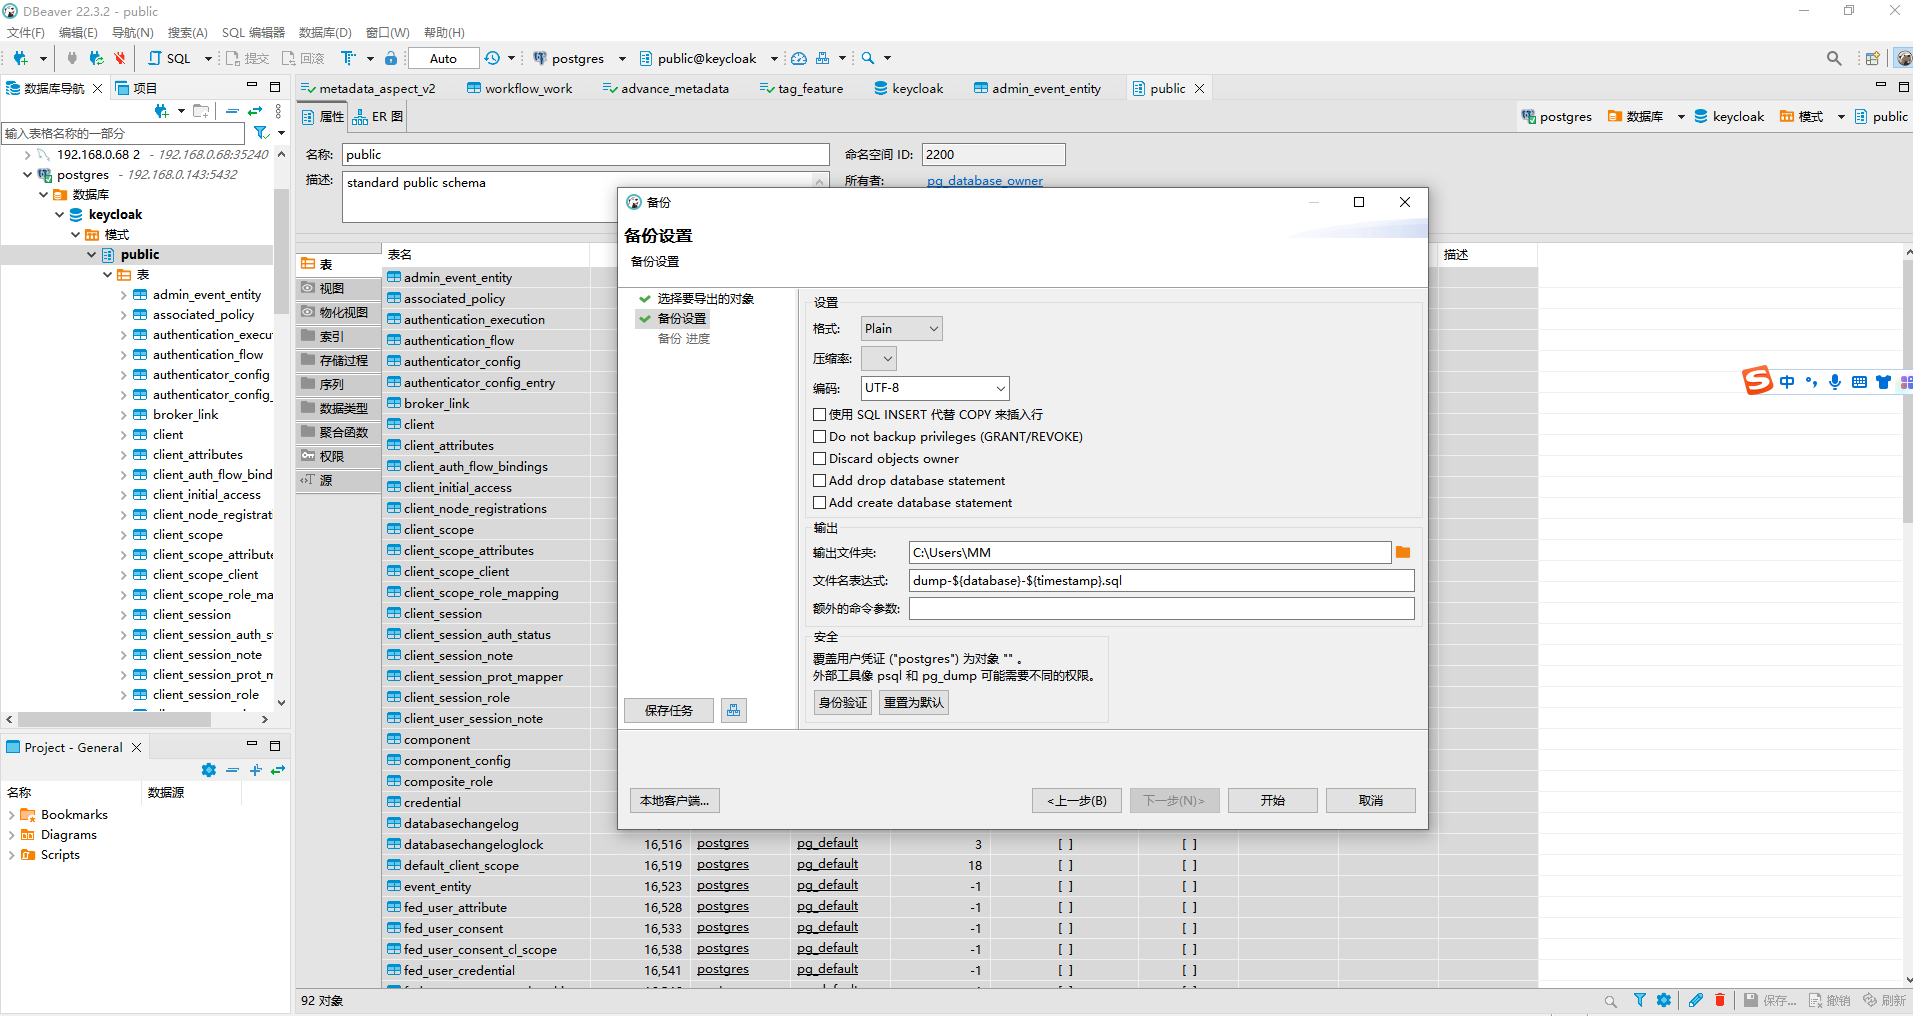 DBeaver 22.3.2 - public
文件(F) 编辑(E) 导航(N) 搜索(A) SQL 编辑器 数据库(D) 窗口(W) 帮助(H)
SQL 提交 回滚 Auto postgres public@keycloak
数据库导航 项目
输入表格名称的一部分
192.168.0.68 2 - 192.168.0.68:35240
postgres - 192.168.0.143:5432
数据库
keycloak
模式
public
表
admin_event_entity
associated_policy
authentication_execu
authentication_flow
authenticator_config
authenticator_config_
broker_link
client
client_attributes
client_auth_flow_bind
client_initial_access
client_node_registrati
client_scope
client_scope_attribute
client_scope_client
client_scope_role_ma
client_session
client_session_auth_st
client_session_note
client_session_prot_m
client_session_role
Project - General
名称 数据源
Bookmarks
Diagrams
Scripts
metadata_aspect_v2 workflow_work advance_metadata tag_feature keycloak admin_event_entity public
属性 ER 图
postgres 数据库 keycloak 模式 public
名称: public 命名空间 ID: 2200
描述: standard public schema 所有者: pg_database_owner
表
视图
物化视图
索引
存储过程
序列
数据类型
聚合函数
权限
源
表名 描述
admin_event_entity
associated_policy
authentication_execution
authentication_flow
authenticator_config
authenticator_config_entry
broker_link
client
client_attributes
client_auth_flow_bindings
client_initial_access
client_node_registrations
client_scope
client_scope_attributes
client_scope_client
client_scope_role_mapping
client_session
client_session_auth_status
client_session_note
client_session_prot_mapper
client_session_role
client_user_session_note
component
component_config
composite_role
credential
databasechangelog
databasechangeloglock 16,516 postgres pg_default 3 [ ] [ ]
default_client_scope 16,519 postgres pg_default 18 [ ] [ ]
event_entity 16,523 postgres pg_default -1 [ ] [ ]
fed_user_attribute 16,528 postgres pg_default -1 [ ] [ ]
fed_user_consent 16,533 postgres pg_default -1 [ ] [ ]
fed_user_consent_cl_scope 16,538 postgres pg_default -1 [ ] [ ]
fed_user_credential 16,541 postgres pg_default -1 [ ] [ ]
92 对象
保存... 撤销 刷新
备份
备份设置
备份设置
选择要导出的对象
备份设置
备份 进度
设置
格式: Plain
压缩率:
编码: UTF-8
使用 SQL INSERT 代替 COPY 来插入行
Do not backup privileges (GRANT/REVOKE)
Discard objects owner
Add drop database statement
Add create database statement
输出
输出文件夹: C:\Users\MM
文件名表达式: dump-${database}-${timestamp}.sql
额外的命令参数:
安全
覆盖用户凭证 ("postgres") 为对象 "" 。
外部工具像 psql 和 pg_dump 可能需要不同的权限。
身份验证 重置为默认
保存任务
本地客户端... <上一步(B) 下一步(N)> 开始 取消
中